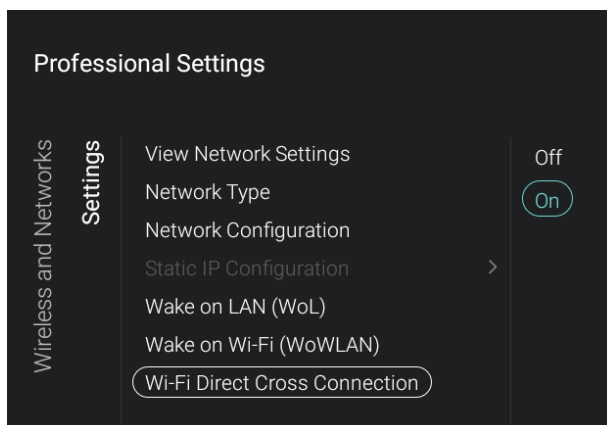 Professional Settings
Wireless and Networks
Settings
View Network Settings
Network Type
Network Configuration
Static IP Configuration
Wake on LAN (WoL)
Wake on Wi-Fi (WoWLAN)
Wi-Fi Direct Cross Connection
Off
On